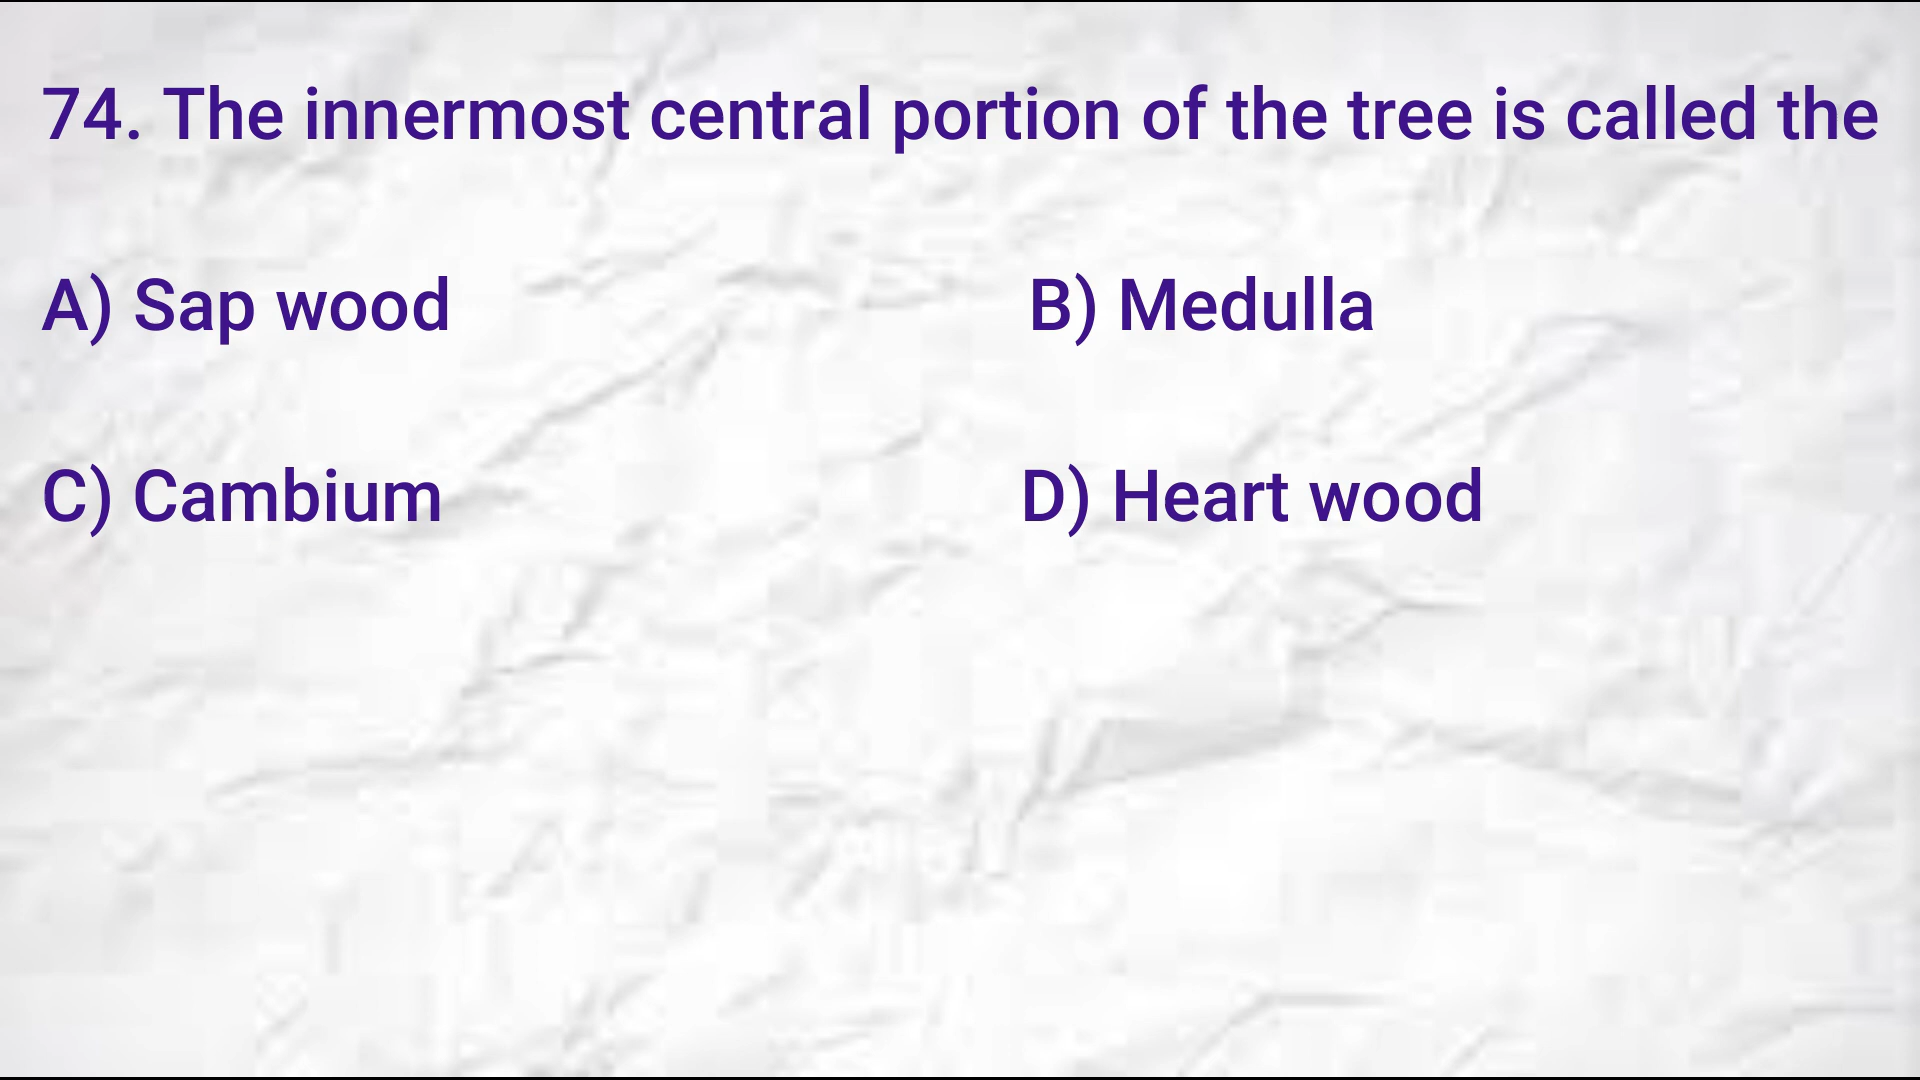 74. The innermost central portion of the tree is called the
A) Sap wood B) Medulla
C) Cambium D) Heart wood